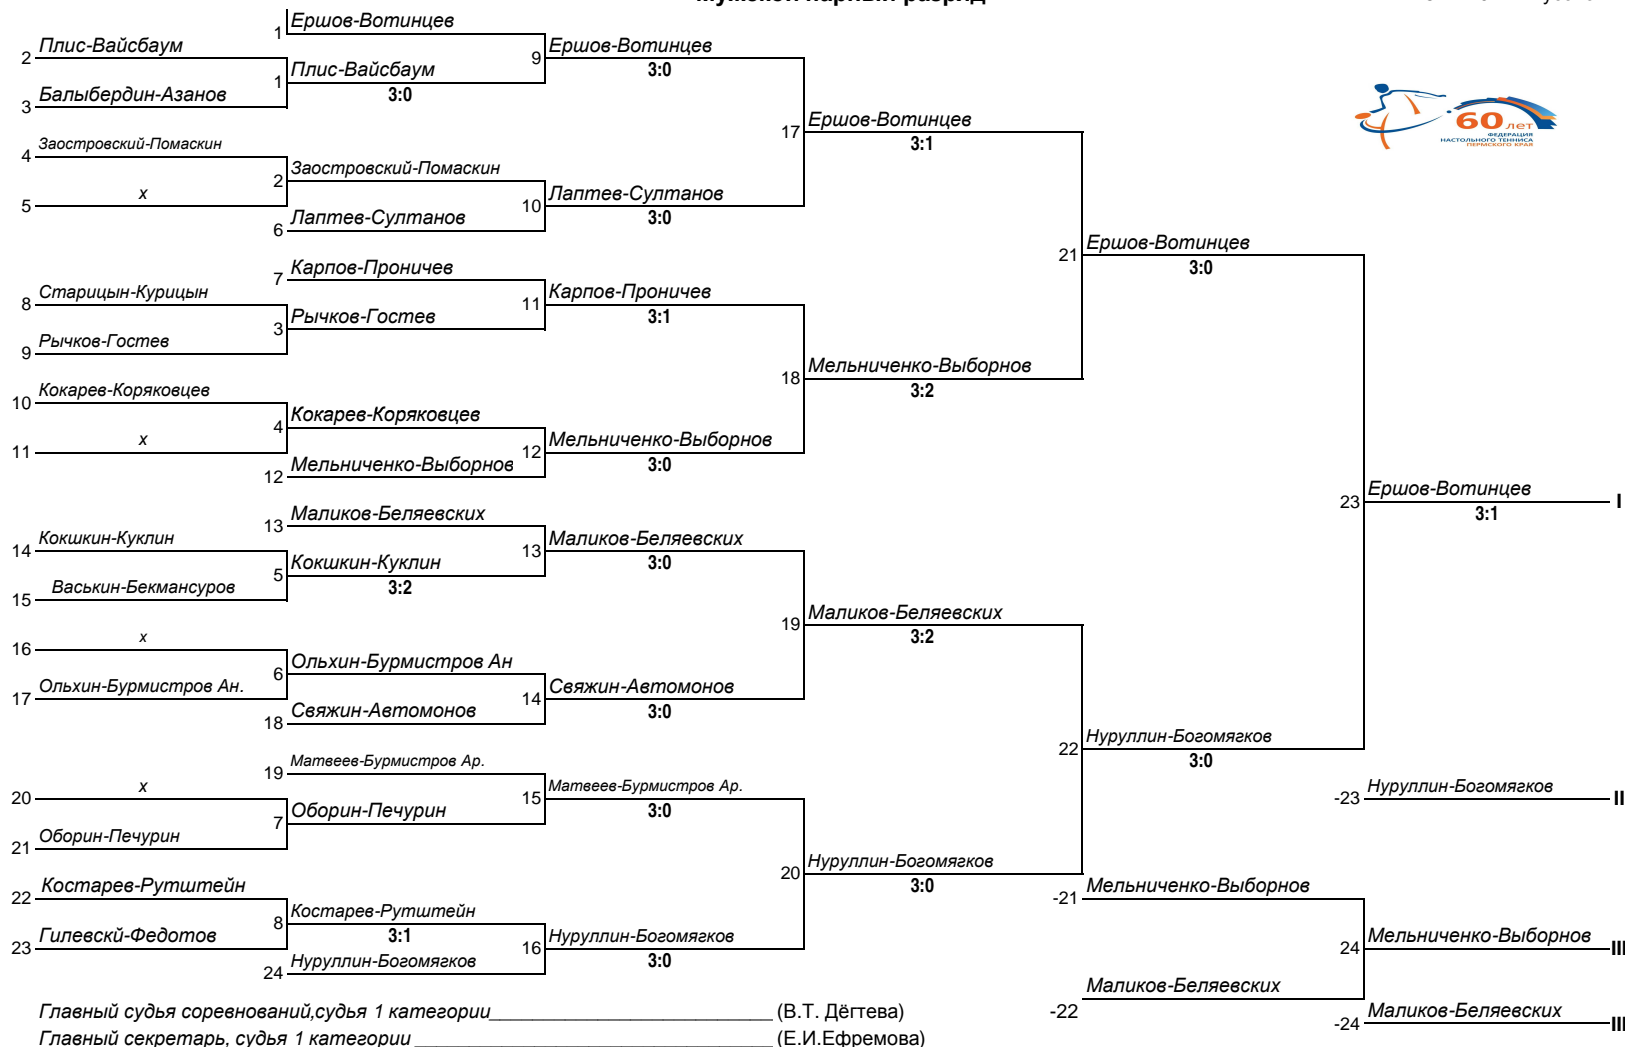 Мужской парный разряд
1 Ершов-Вотинцев
2 Плис-Вайсбаум
9 Ершов-Вотинцев
3:0
1 Плис-Вайсбаум
3:0
3 Балыбердин-Азанов
17 Ершов-Вотинцев
3:1
60 лет
ФЕДЕРАЦИЯ
НАСТОЛЬНОГО ТЕННИСА
ПЕРМСКОГО КРАЯ
4 Заостровский-Помаскин
2 Заостровский-Помаскин
5 х
10 Лаптев-Султанов
3:0
6 Лаптев-Султанов
21 Ершов-Вотинцев
3:0
7 Карпов-Проничев
8 Старицын-Курицын
11 Карпов-Проничев
3:1
3 Рычков-Гостев
9 Рычков-Гостев
18 Мельниченко-Выборнов
3:2
10 Кокарев-Коряковцев
4 Кокарев-Коряковцев
11 х
12 Мельниченко-Выборнов
3:0
12 Мельниченко-Выборнов
23 Ершов-Вотинцев I
3:1
13 Маликов-Беляевских
14 Кокшкин-Куклин
13 Маликов-Беляевских
3:0
5 Кокшкин-Куклин
3:2
15 Васькин-Бекмансуров
19 Маликов-Беляевских
3:2
16 х
6 Ольхин-Бурмистров Ан
17 Ольхин-Бурмистров Ан.
14 Свяжин-Автомонов
3:0
18 Свяжин-Автомонов
22 Нуруллин-Богомягков
3:0
19 Матвеев-Бурмистров Ар.
20 х
15 Матвеев-Бурмистров Ар.
3:0
-23 Нуруллин-Богомягков II
7 Оборин-Печурин
21 Оборин-Печурин
20 Нуруллин-Богомягков
3:0
22 Костарев-Рутштейн
-21 Мельниченко-Выборнов
8 Костарев-Рутштейн
3:1
23 Гилевскй-Федотов
16 Нуруллин-Богомягков
3:0
24 Мельниченко-Выборнов III
24 Нуруллин-Богомягков
-22 Маликов-Беляевских
-24 Маликов-Беляевских III
Главный судья соревнований,судья 1 категории (В.Т. Дёгтева)
Главный секретарь, судья 1 категории (Е.И.Ефремова)